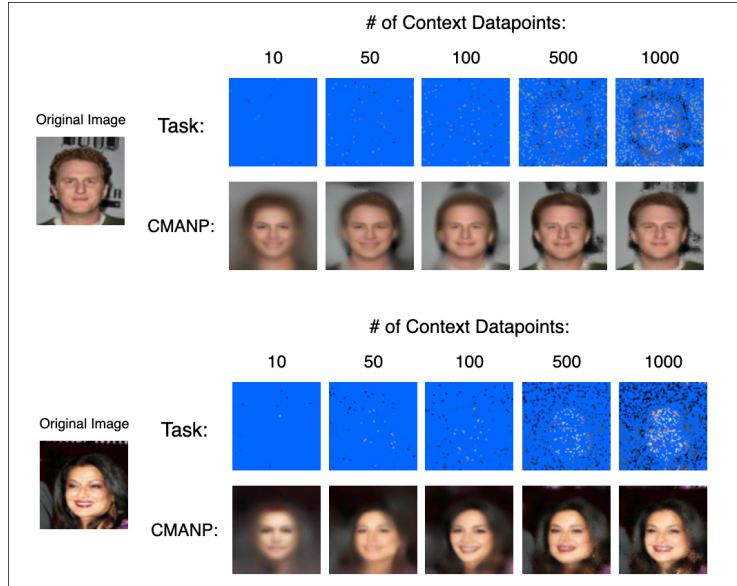 # of Context Datapoints:
10 50 100 500 1000
Original Image
Task:
CMANP:
# of Context Datapoints:
10 50 100 500 1000
Original Image
Task:
CMANP: